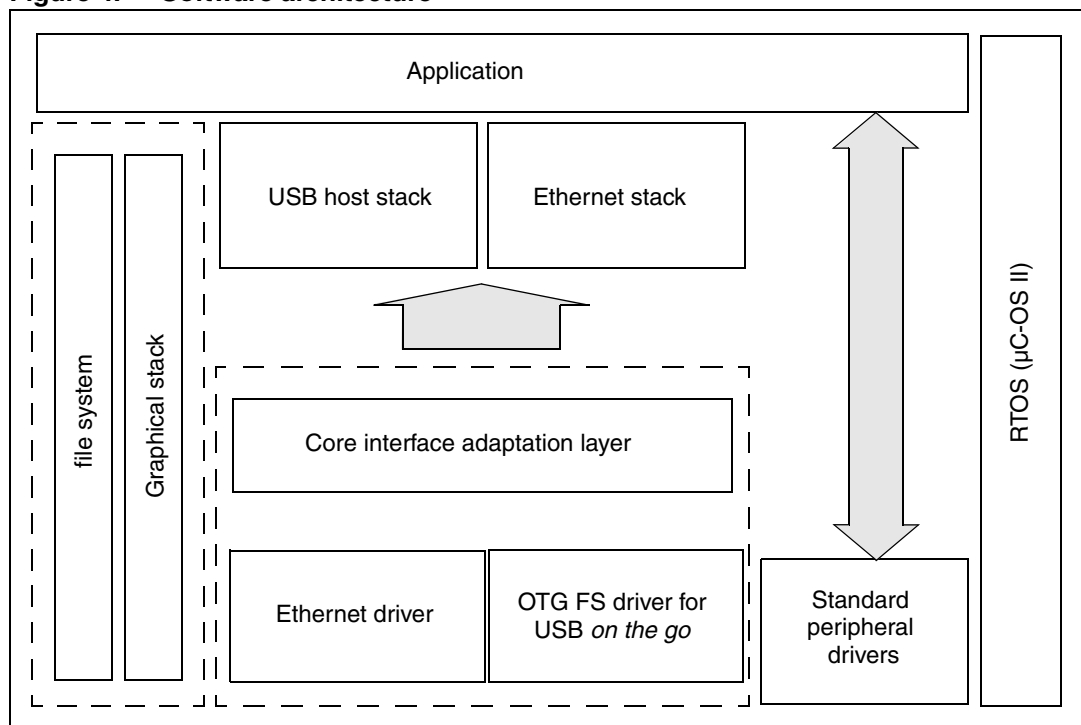 Application
USB host stack
Ethernet stack
file system
Graphical stack
Core interface adaptation layer
Ethernet driver
OTG FS driver for
USB on the go
Standard
peripheral
drivers
RTOS (µC-OS II)